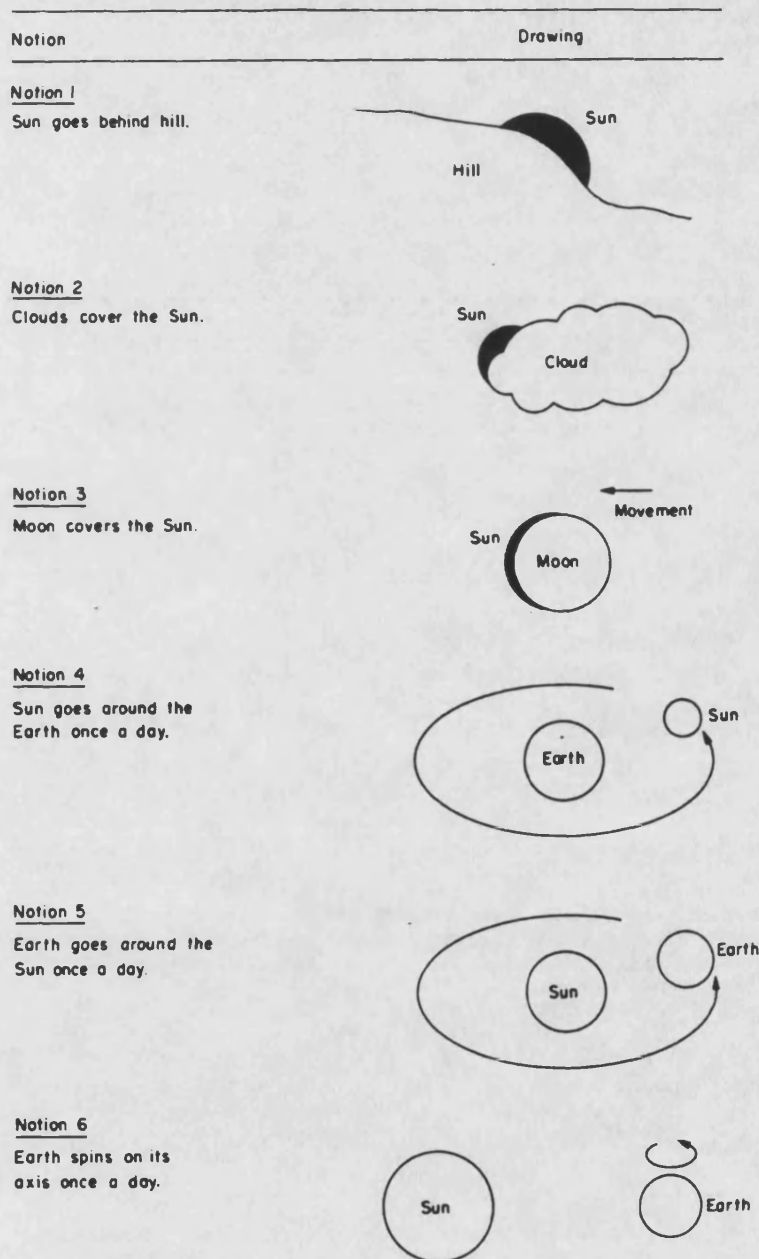 Notion Drawing
Notion 1
Sun goes behind hill.
Sun
Hill
Notion 2
Clouds cover the Sun.
Sun
Cloud
Notion 3
Moon covers the Sun.
Movement
Sun
Moon
Notion 4
Sun goes around the
Earth once a day.
Sun
Earth
Notion 5
Earth goes around the
Sun once a day.
Earth
Sun
Notion 6
Earth spins on its
axis once a day.
Sun
Earth